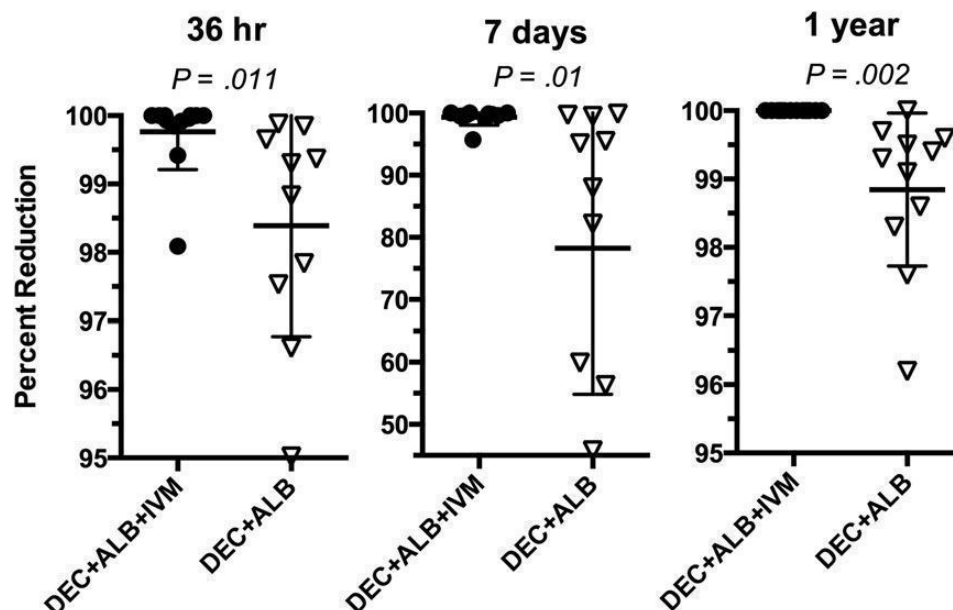 36 hr
P = .011
100
99
98
97
96
95
Percent Reduction
DEC+ALB+IVM
DEC+ALB
7 days
P = .01
100
90
80
70
60
50
DEC+ALB+IVM
DEC+ALB
1 year
P = .002
100
99
98
97
96
95
DEC+ALB+IVM
DEC+ALB